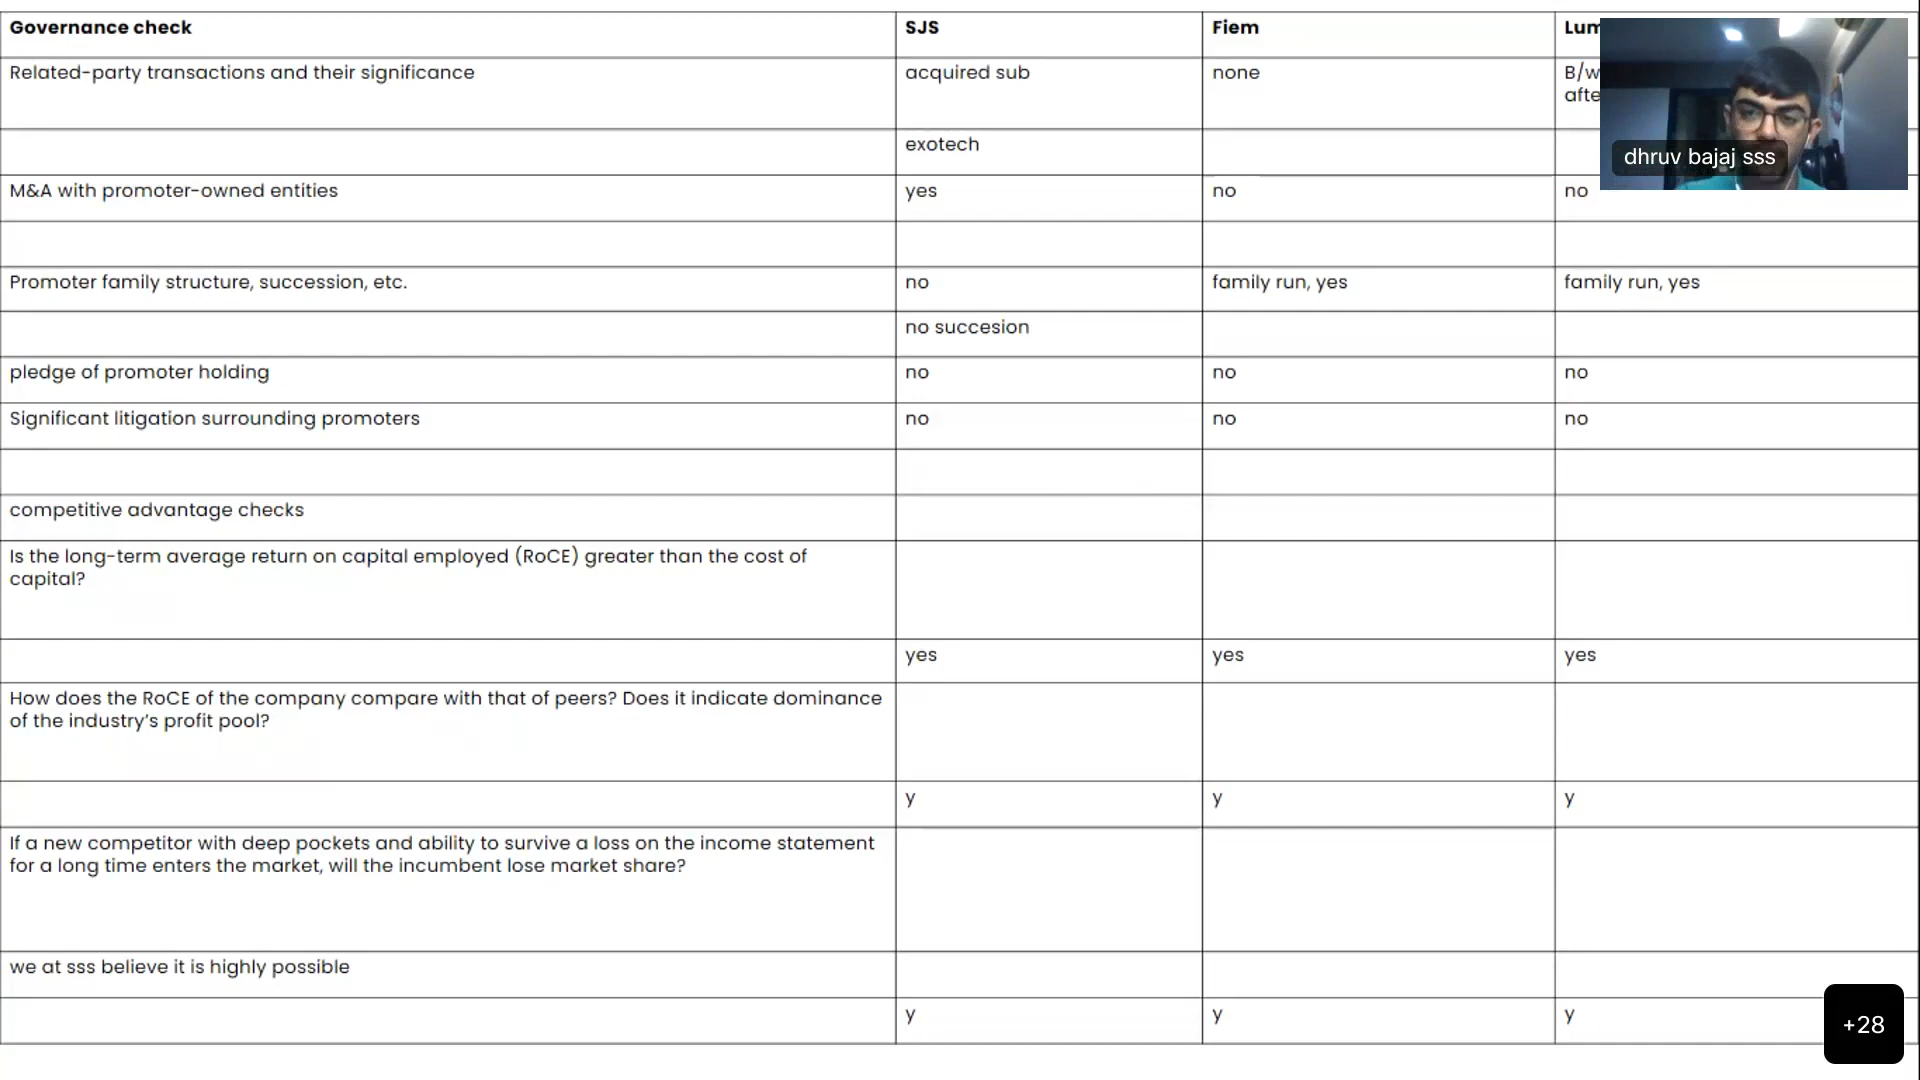 Governance check SJS Fiem Lum
Related-party transactions and their significance acquired sub none B/w
afte
exotech
dhruv bajaj sss
M&A with promoter-owned entities yes no no
Promoter family structure, succession, etc. no family run, yes family run, yes
no succesion
pledge of promoter holding no no no
Significant litigation surrounding promoters no no no
competitive advantage checks
Is the long-term average return on capital employed (RoCE) greater than the cost of
capital?
yes yes yes
How does the RoCE of the company compare with that of peers? Does it indicate dominance
of the industry's profit pool?
y y y
If a new competitor with deep pockets and ability to survive a loss on the income statement
for a long time enters the market, will the incumbent lose market share?
we at sss believe it is highly possible
y y y
+28